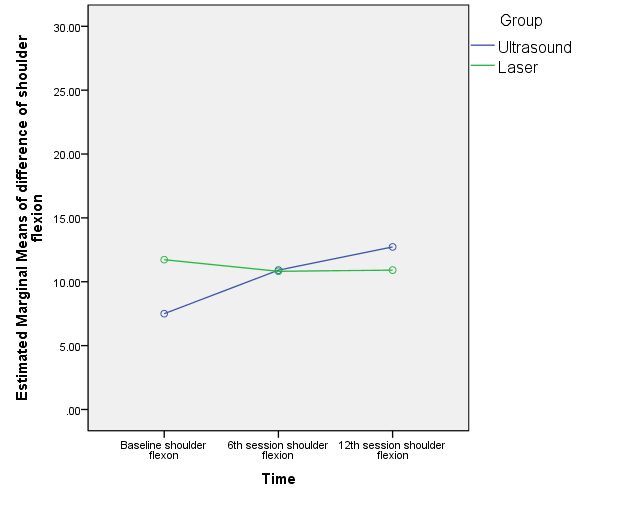 Group
Ultrasound
Laser
Estimated Marginal Means of difference of shoulder
flexion
30.00
25.00
20.00
15.00
10.00
5.00
.00
Baseline shoulder
flexon
6th session shoulder
flexion
12th session shoulder
flexion
Time